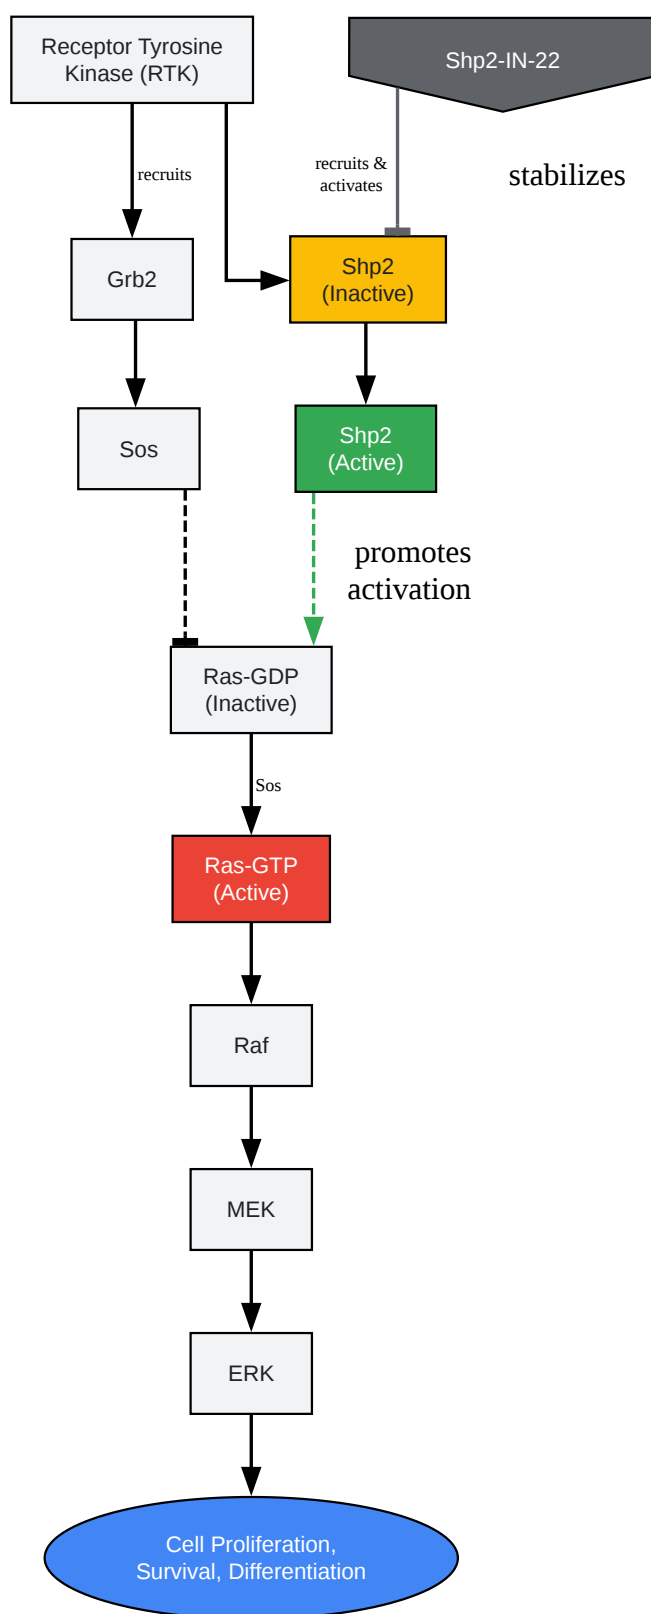 Receptor Tyrosine
Kinase (RTK)
Shp2-IN-22
recruits
recruits &
activates
stabilizes
Grb2
Shp2
(Inactive)
Sos
Shp2
(Active)
promotes
activation
Ras-GDP
(Inactive)
Sos
Ras-GTP
(Active)
Raf
MEK
ERK
Cell Proliferation,
Survival, Differentiation